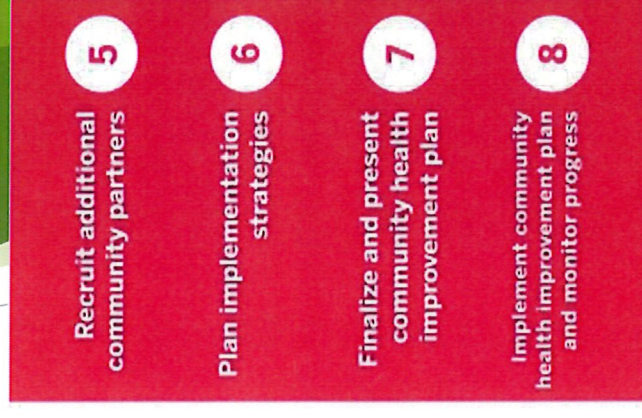 Recruit additional
community partners
5
Plan implementation
strategies
6
Finalize and present
community health
improvement plan
7
Implement community
health improvement plan
and monitor progress
8